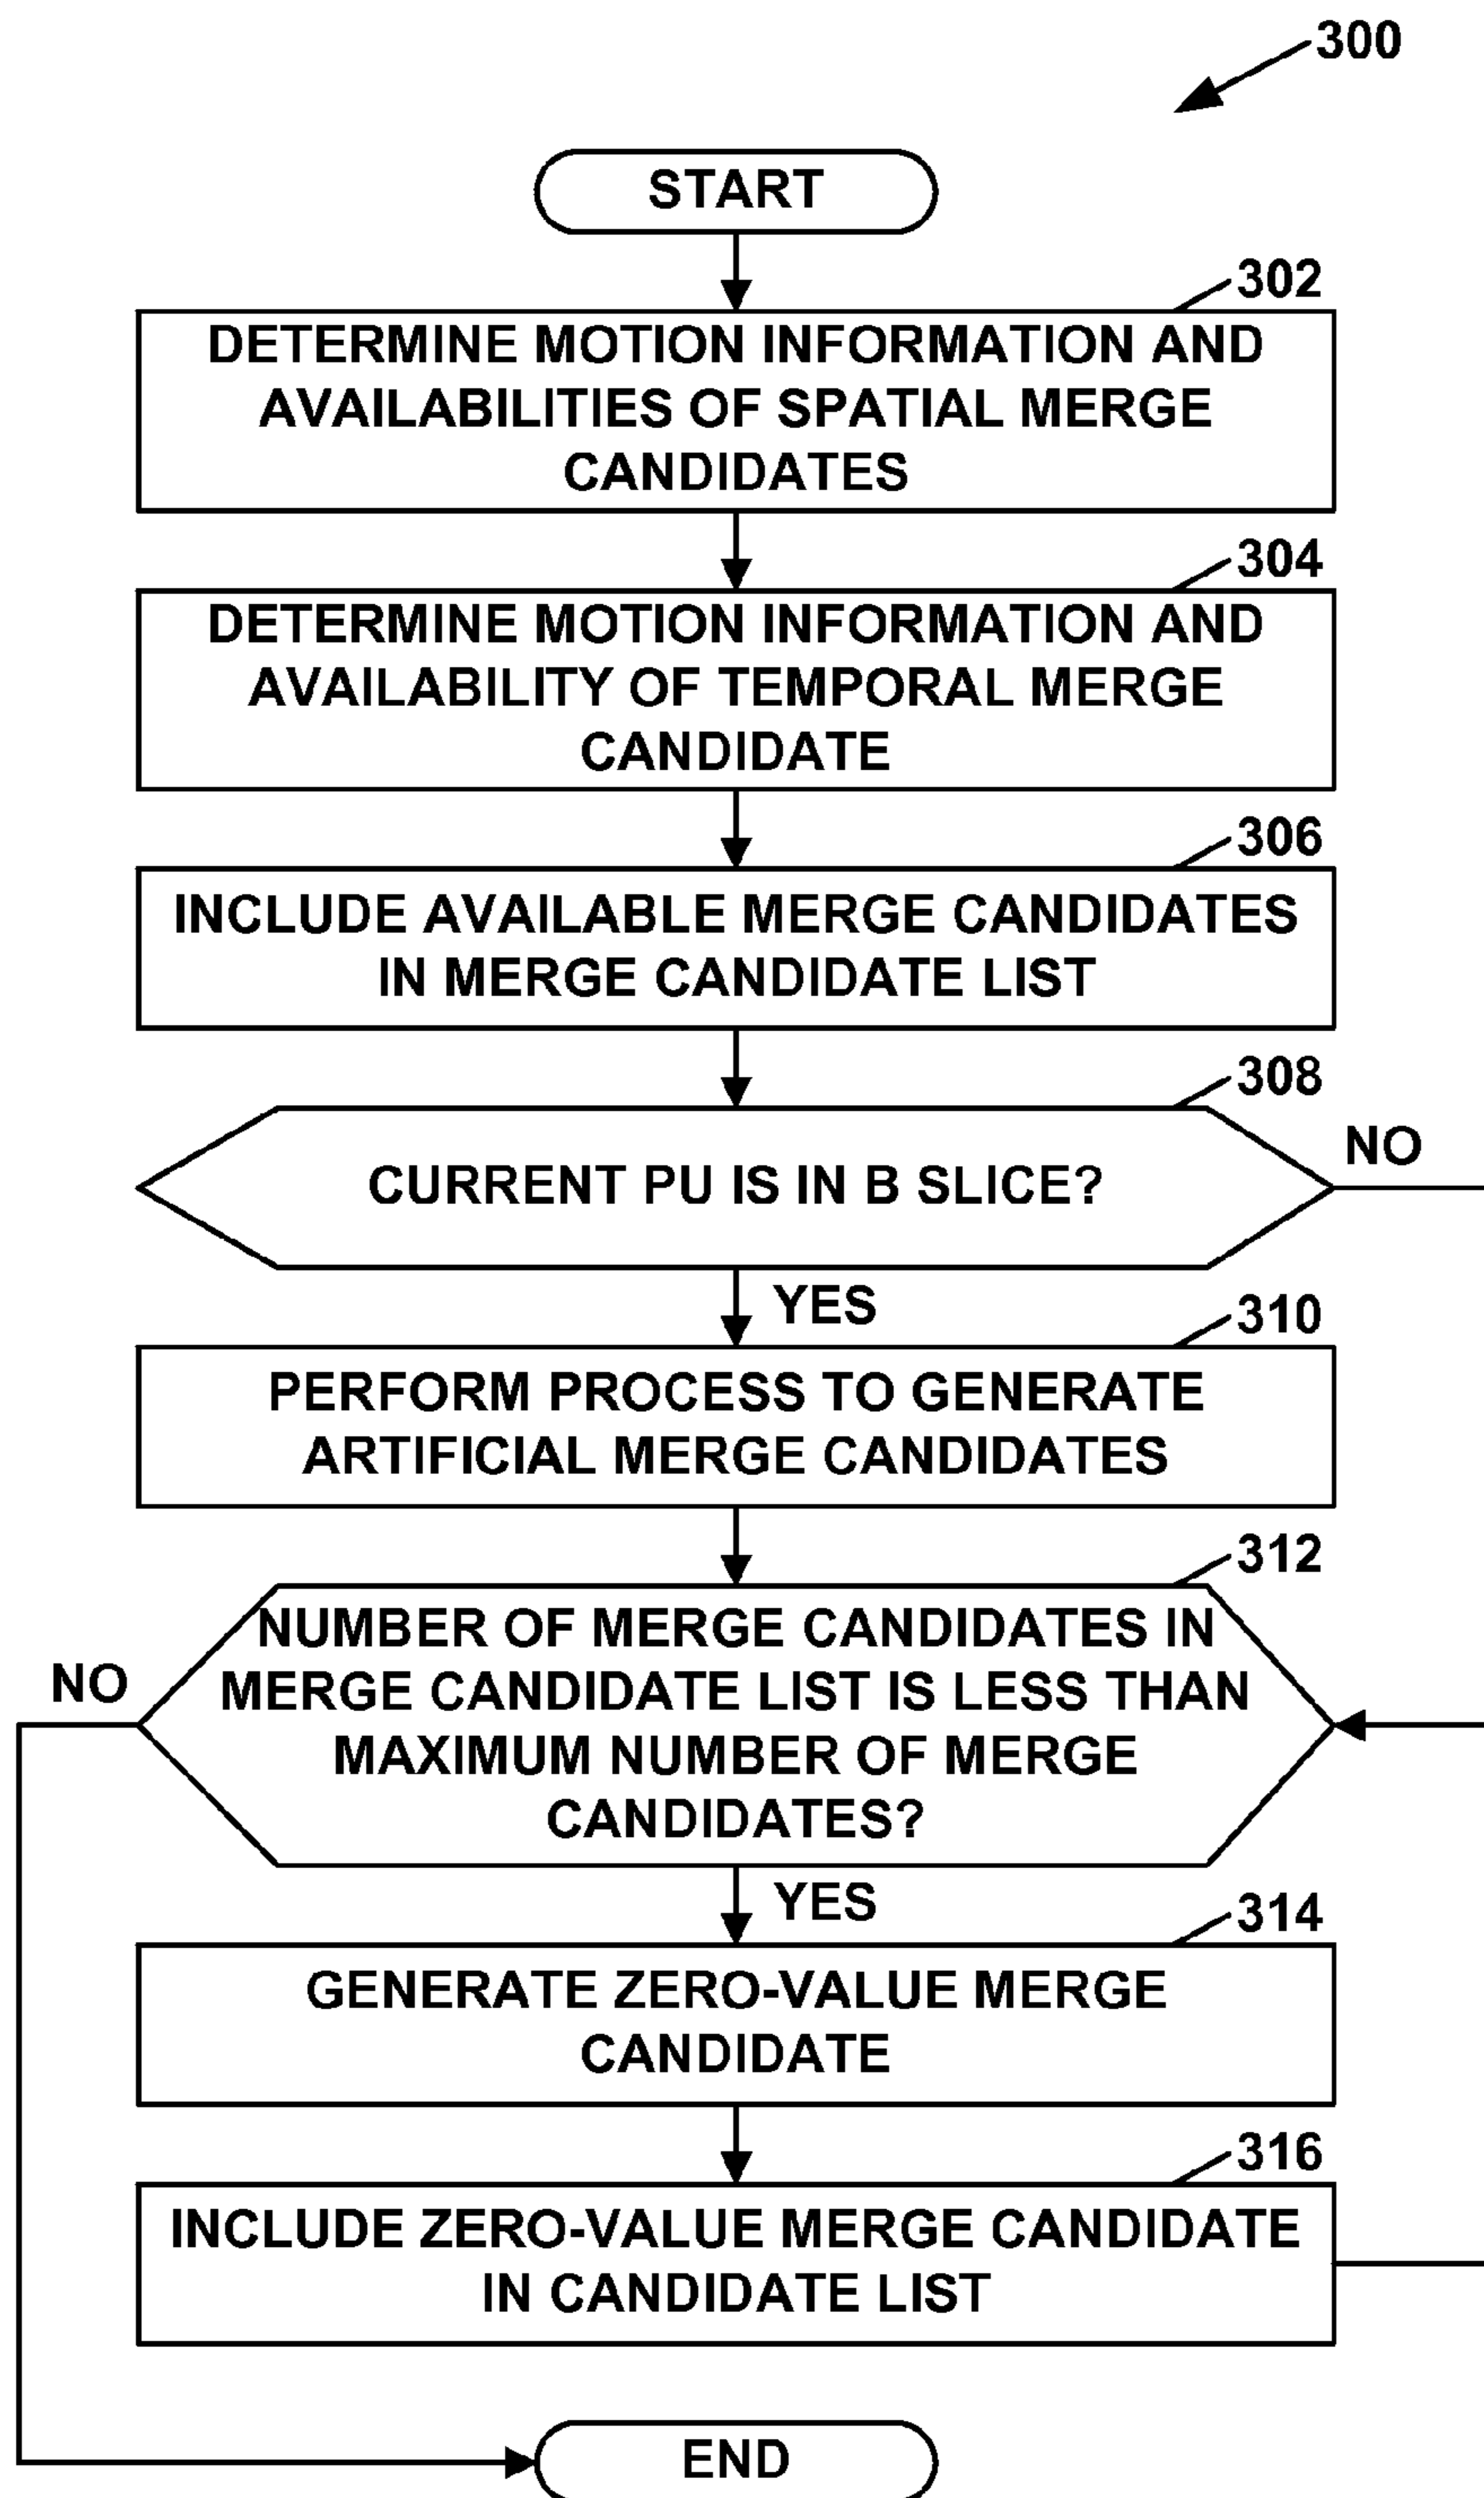 300
START
302
DETERMINE MOTION INFORMATION AND
AVAILABILITIES OF SPATIAL MERGE
CANDIDATES
304
DETERMINE MOTION INFORMATION AND
AVAILABILITY OF TEMPORAL MERGE
CANDIDATE
306
INCLUDE AVAILABLE MERGE CANDIDATES
IN MERGE CANDIDATE LIST
308
CURRENT PU IS IN B SLICE?
NO
YES
310
PERFORM PROCESS TO GENERATE
ARTIFICIAL MERGE CANDIDATES
312
NUMBER OF MERGE CANDIDATES IN
MERGE CANDIDATE LIST IS LESS THAN
MAXIMUM NUMBER OF MERGE
CANDIDATES?
NO
YES
314
GENERATE ZERO-VALUE MERGE
CANDIDATE
316
INCLUDE ZERO-VALUE MERGE CANDIDATE
IN CANDIDATE LIST
END